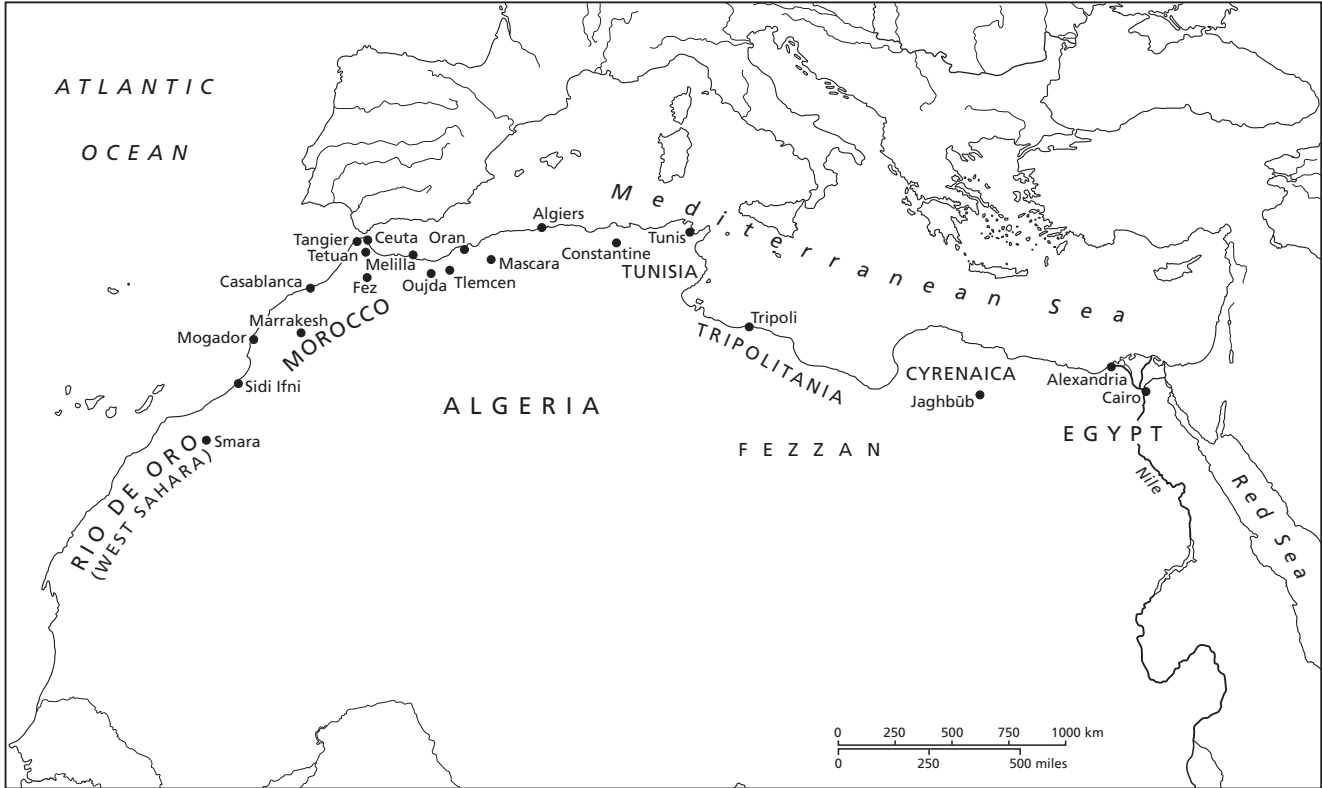 ATLANTIC
OCEAN
Mediterranean Sea
Tangier
Ceuta
Oran
Algiers
Tetuan
Melilla
Mascara
Constantine
Tunis
TUNISIA
Casablanca
Fez
Oujda
Tlemcen
Marrakesh
MOROCCO
Mogador
Tripoli
TRIPOLITANIA
Sidi Ifni
ALGERIA
CYRENAICA
Jaghbūb
Alexandria
Cairo
EGYPT
Smara
RIO DE ORO
(WEST SAHARA)
FEZZAN
Nile
Red Sea
0 250 500 750 1000 km
0 250 500 miles